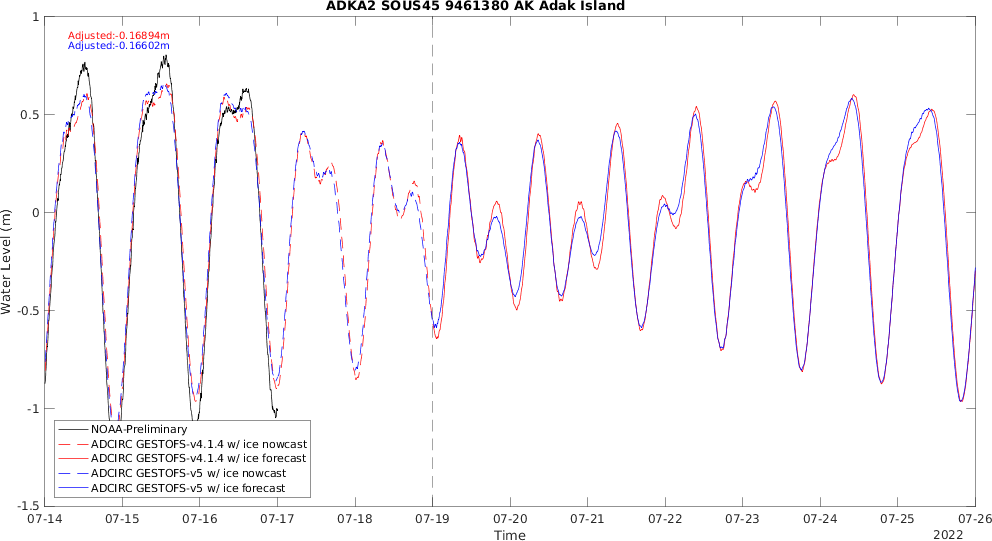 ADKA2 SOUS45 9461380 AK Adak Island
Adjusted:-0.16894m
Adjusted:-0.16602m
1
0.5
0
-0.5
-1
-1.5
Water Level (m)
NOAA-Preliminary
ADCIRC GESTOFS-v4.1.4 w/ ice nowcast
ADCIRC GESTOFS-v4.1.4 w/ ice forecast
ADCIRC GESTOFS-v5 w/ ice nowcast
ADCIRC GESTOFS-v5 w/ ice forecast
07-14 07-15 07-16 07-17 07-18 07-19 07-20 07-21 07-22 07-23 07-24 07-25 07-26
Time
2022